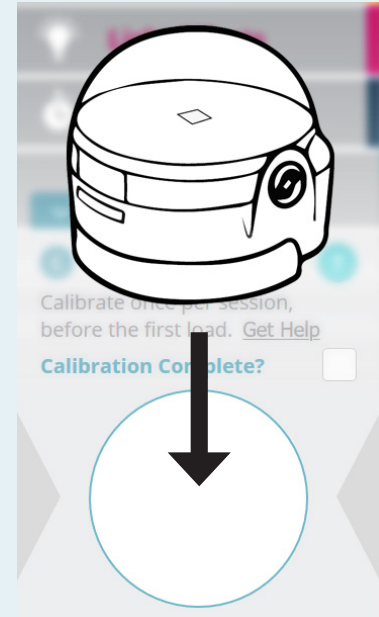 Calibrate once per session,
before the first load. Get Help
Calibration Complete?